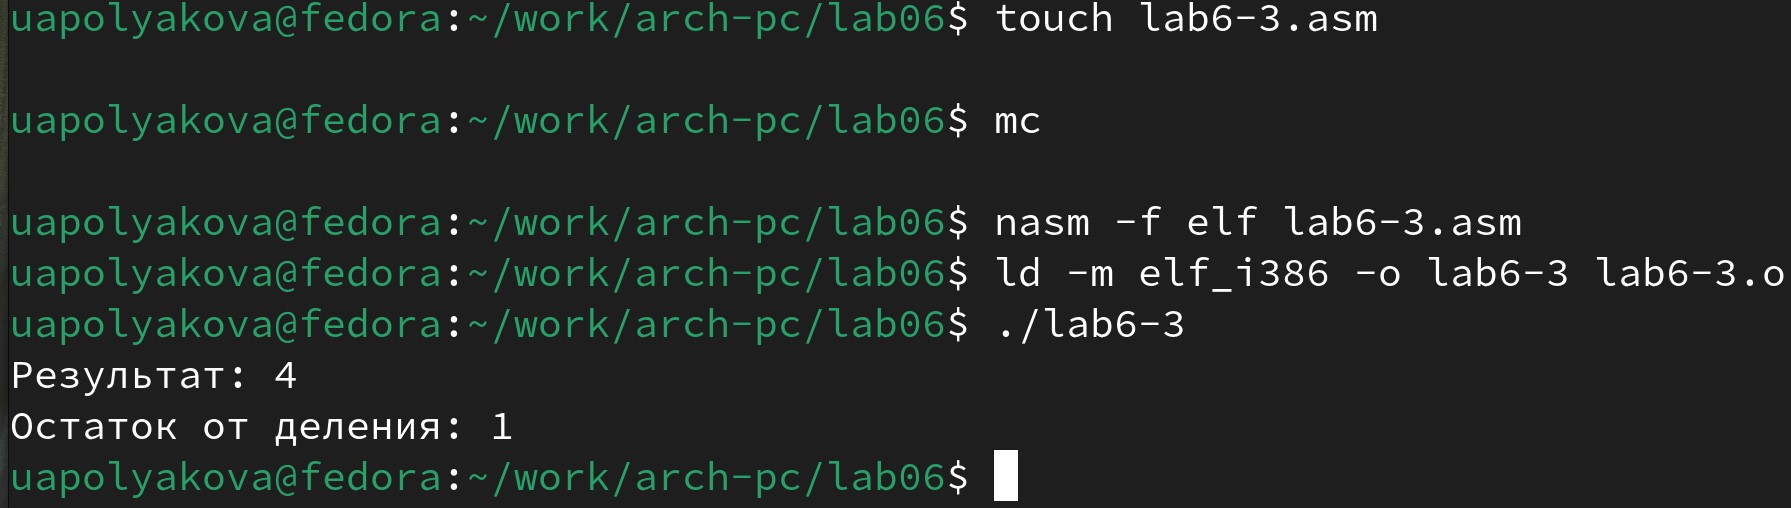 uapolyakova@fedora:~/work/arch-pc/lab06$ touch lab6-3.asm
uapolyakova@fedora:~/work/arch-pc/lab06$ mc
uapolyakova@fedora:~/work/arch-pc/lab06$ nasm -f elf lab6-3.asm
uapolyakova@fedora:~/work/arch-pc/lab06$ ld -m elf_i386 -o lab6-3 lab6-3.o
uapolyakova@fedora:~/work/arch-pc/lab06$ ./lab6-3
Результат: 4
Остаток от деления: 1
uapolyakova@fedora:~/work/arch-pc/lab06$